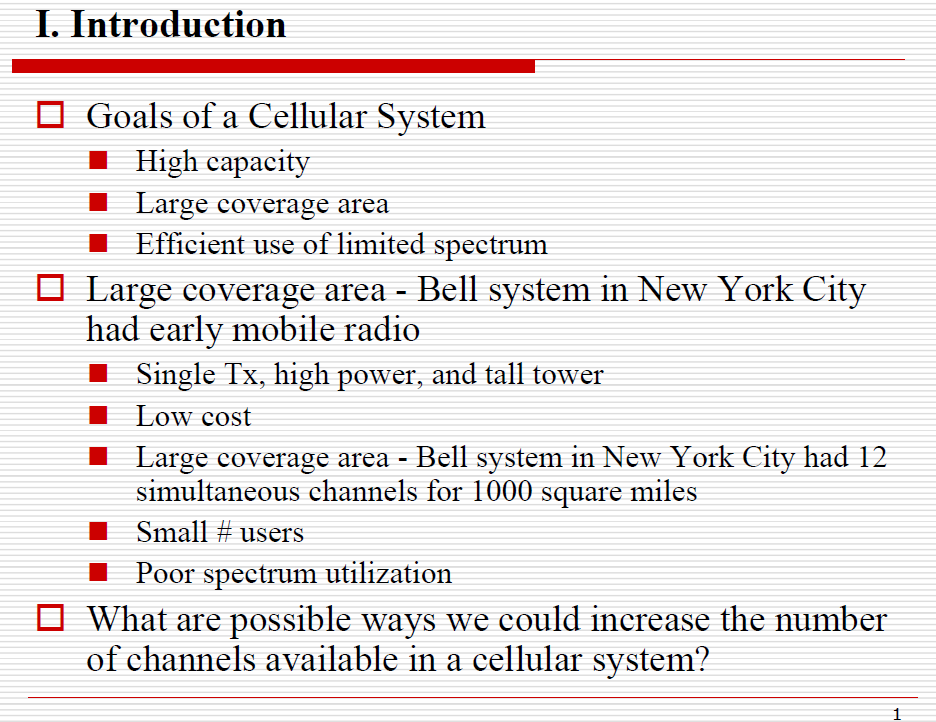 I. Introduction
Goals of a Cellular System
High capacity
Large coverage area
Efficient use of limited spectrum
Large coverage area - Bell system in New York City
had early mobile radio
Single Tx, high power, and tall tower
Low cost
Large coverage area - Bell system in New York City had 12
simultaneous channels for 1000 square miles
Small # users
Poor spectrum utilization
What are possible ways we could increase the number
of channels available in a cellular system?
1